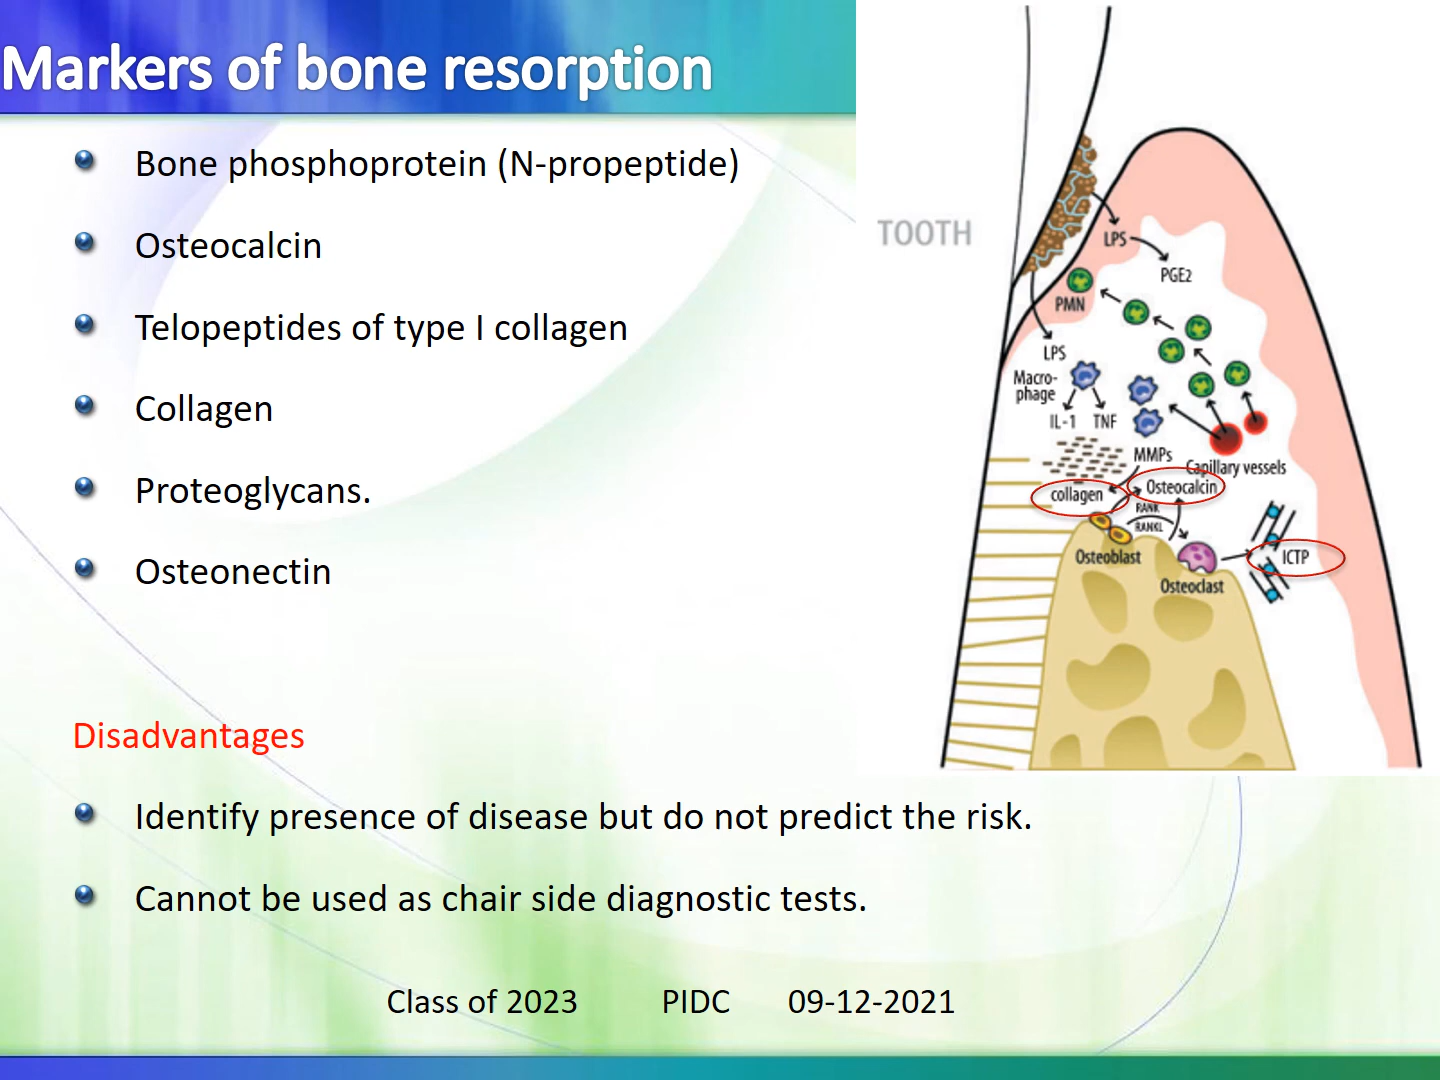 Markers of bone resorption
Bone phosphoprotein (N-propeptide)
Osteocalcin
Telopeptides of type I collagen
Collagen
Proteoglycans.
Osteonectin
Disadvantages
Identify presence of disease but do not predict the risk.
Cannot be used as chair side diagnostic tests.
Class of 2023 PIDC 09-12-2021
TOOTH
LPS
PGE2
PMN
LPS
Macro-
phage
IL-1 TNF
MMPs
Capillary vessels
collagen
Osteocalcin
RANK
RANKL
Osteoblast
ICTP
Osteoclast